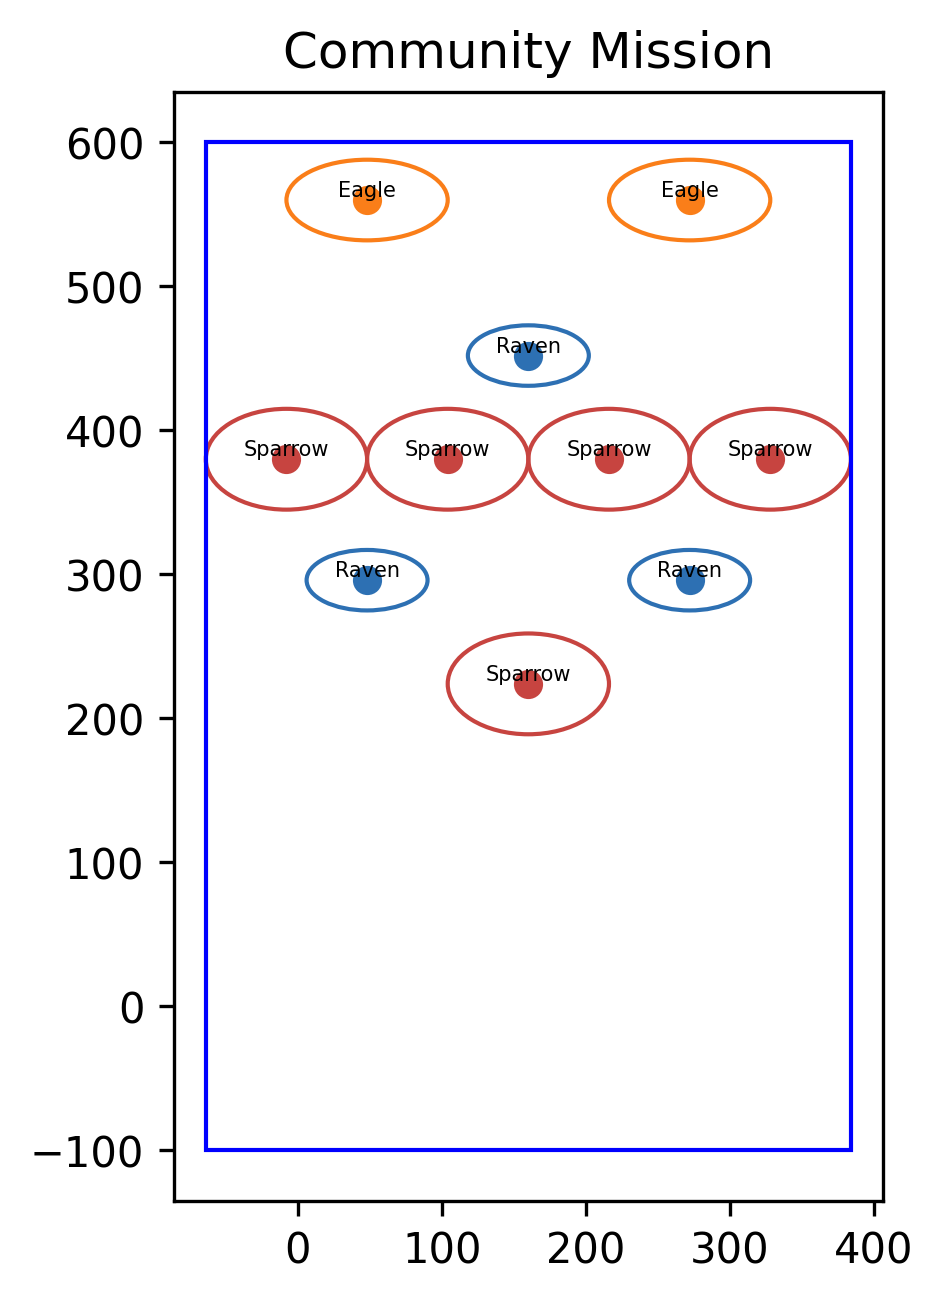 Community Mission
600
Eagle Eagle
500
Raven
400
Sparrow Sparrow Sparrow Sparrow
300
Raven Raven
Sparrow
200
100
0
−100
0 100 200 300 400